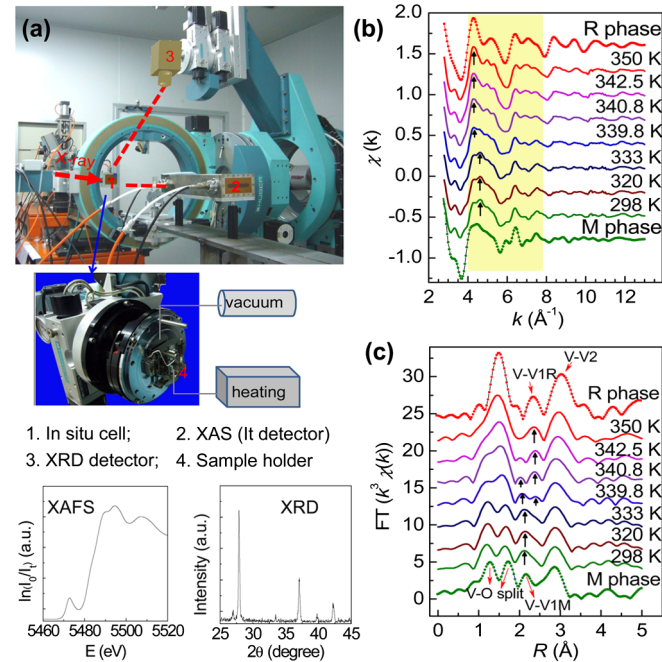 (a)
3
X ray
1
2
vacuum
4
heating
1. In situ cell; 2. XAS (It detector)
3. XRD detector; 4. Sample holder
XAFS
ln(I₀/Iₜ) (a.u.)
5460 5480 5500 5520
E (eV)
XRD
Intensity (a.u.)
25 30 35 40 45
2θ (degree)
(b)
χ (k)
2.0
1.5
1.0
0.5
0.0
-0.5
-1.0
R phase
350 K
342.5 K
340.8 K
339.8 K
333 K
320 K
298 K
M phase
2 4 6 8 10 12
k (Å⁻¹)
(c)
FT (k³ χ(k))
35
30
25
20
15
10
5
0
V-V1R
V-V2
R phase
350 K
342.5 K
340.8 K
339.8 K
333 K
320 K
298 K
M phase
V-O split
V-V1M
0 1 2 3 4 5
R (Å)